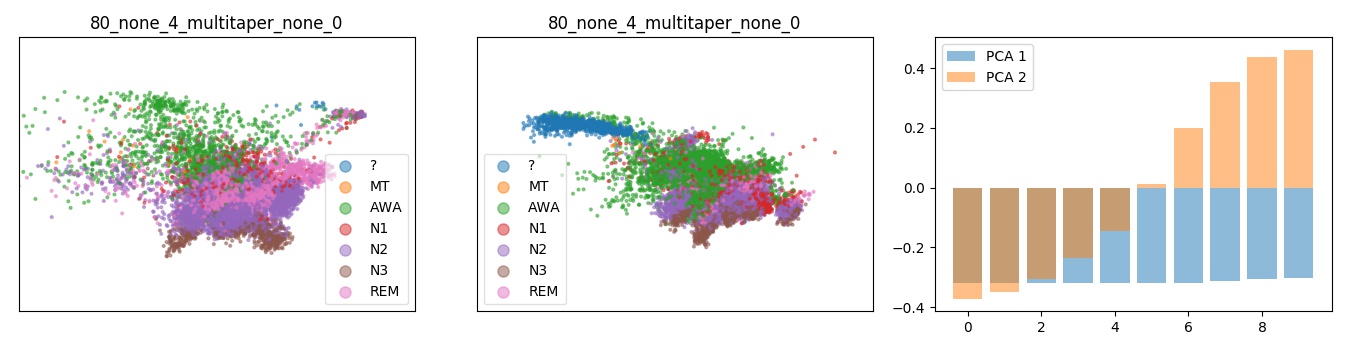 80_none_4_multitaper_none_0
?
MT
AWA
N1
N2
N3
REM
80_none_4_multitaper_none_0
?
MT
AWA
N1
N2
N3
REM
PCA 1
PCA 2
0.4
0.2
0.0
−0.2
−0.4
0 2 4 6 8